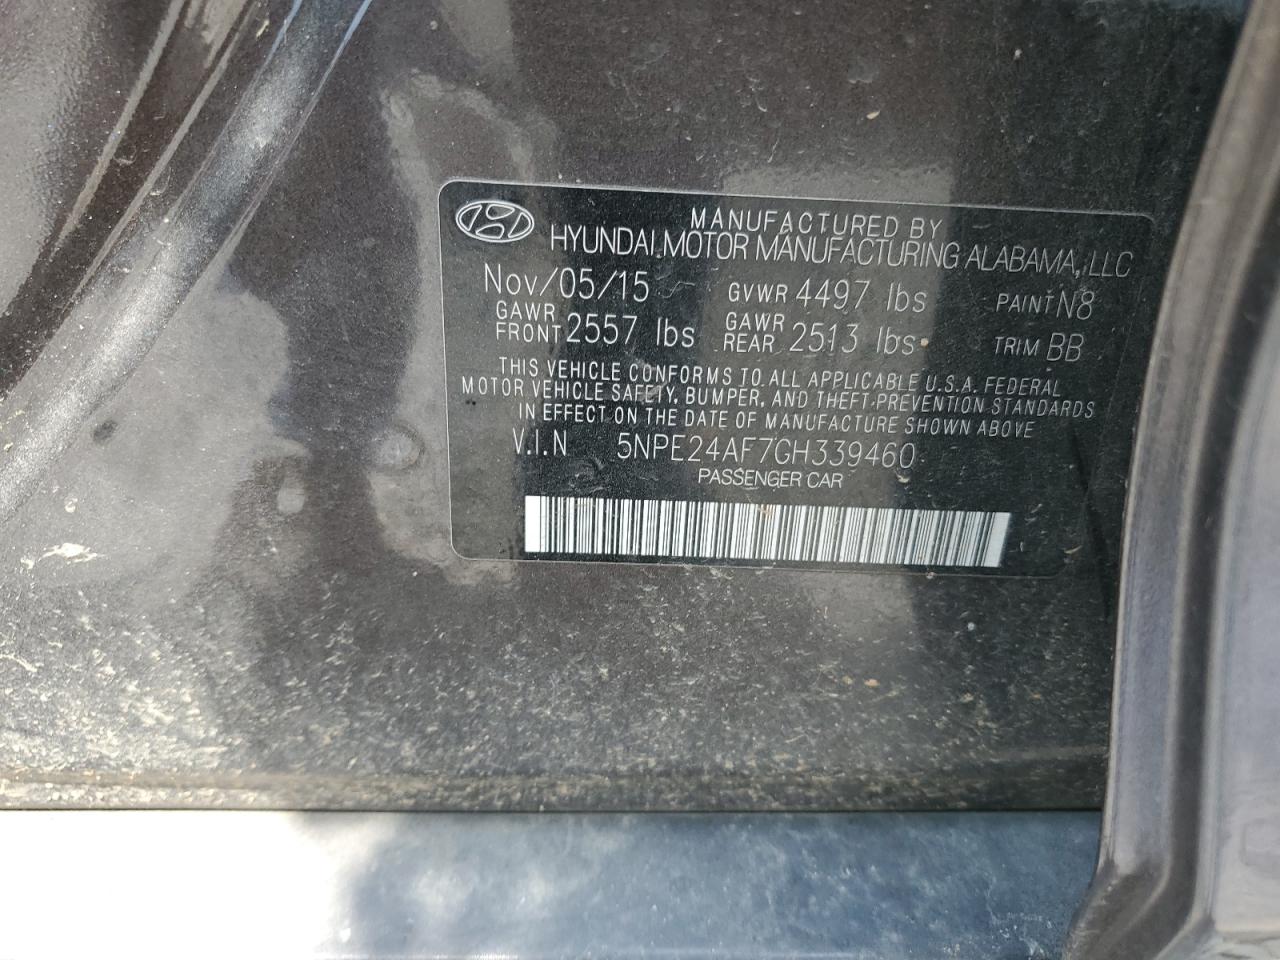 MANUFACTURED BY
HYUNDAI MOTOR MANUFACTURING ALABAMA, LLC
Nov/05/15 GVWR 4497 lbs PAINT N8
GAWR FRONT 2557 lbs GAWR REAR 2513 lbs TRIM BB
THIS VEHICLE CONFORMS TO ALL APPLICABLE U.S.A. FEDERAL
MOTOR VEHICLE SAFETY, BUMPER, AND THEFT PREVENTION STANDARDS
IN EFFECT ON THE DATE OF MANUFACTURE SHOWN ABOVE
V.I.N 5NPE24AF7GH339460
PASSENGER CAR